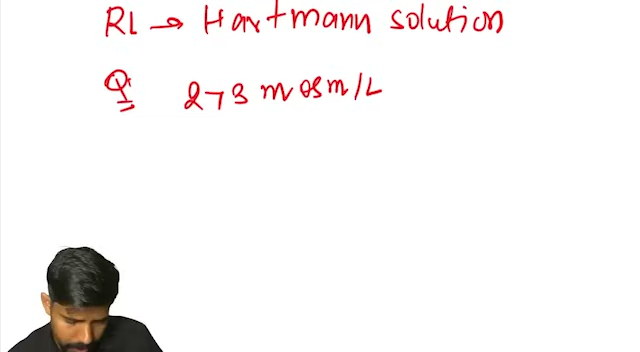 RL → Hartmann solution
Q 273 mosm/L